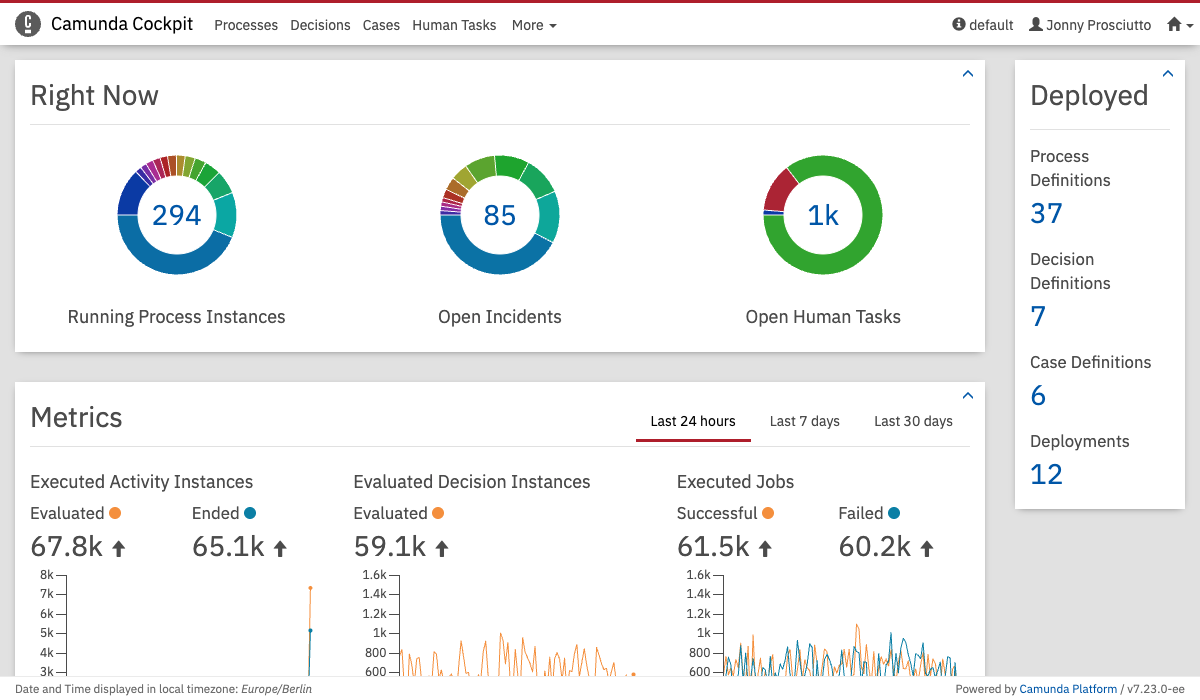 Camunda Cockpit Processes Decisions Cases Human Tasks More default Jonny Prosciutto
Right Now
294
85
1k
Running Process Instances
Open Incidents
Open Human Tasks
Deployed
Process
Definitions
37
Decision
Definitions
7
Case Definitions
6
Deployments
12
Metrics
Last 24 hours Last 7 days Last 30 days
Executed Activity Instances
Evaluated Ended
67.8k 65.1k
8k
7k
6k
5k
4k
3k
Evaluated Decision Instances
Evaluated
59.1k
1.6k
1.4k
1.2k
1k
800
600
Executed Jobs
Successful Failed
61.5k 60.2k
1.6k
1.4k
1.2k
1k
800
600
Date and Time displayed in local timezone: Europe/Berlin
Powered by Camunda Platform / v7.23.0-ee